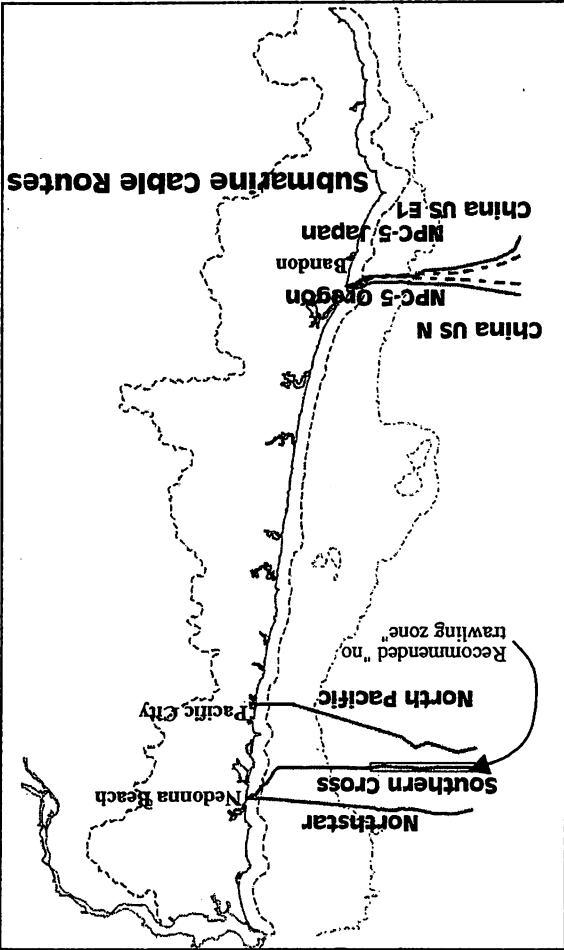 Northstar
Nedonna Beach
Southern Cross
North Pacific
Pacific City
Recommended "no
trawling zone"
China US N
NPC-5 Oregon
Bandon
NPC-5 Japan
China US E1
Submarine Cable Routes